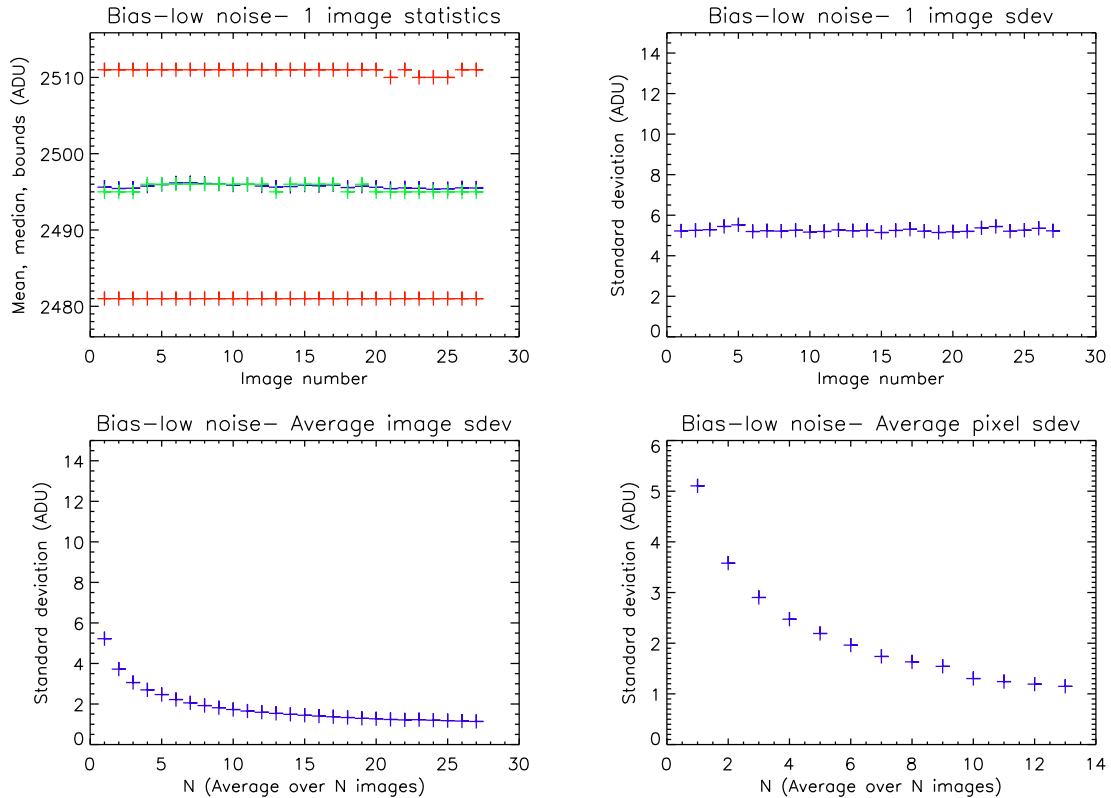 Bias-low noise- 1 image statistics
Mean, median, bounds (ADU)
2510
2500
2490
2480
0 5 10 15 20 25 30
Image number
Bias-low noise- 1 image sdev
Standard deviation (ADU)
14
12
10
8
6
4
2
0
0 5 10 15 20 25 30
Image number
Bias-low noise- Average image sdev
Standard deviation (ADU)
14
12
10
8
6
4
2
0
0 5 10 15 20 25 30
N (Average over N images)
Bias-low noise- Average pixel sdev
Standard deviation (ADU)
6
5
4
3
2
1
0
0 2 4 6 8 10 12 14
N (Average over N images)